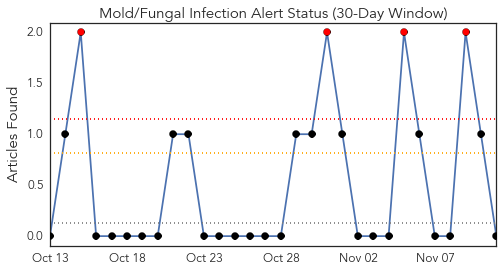 Mold/Fungal Infection Alert Status (30-Day Window)
Articles Found
2.0
1.5
1.0
0.5
0.0
Oct 13 Oct 18 Oct 23 Oct 28 Nov 02 Nov 07